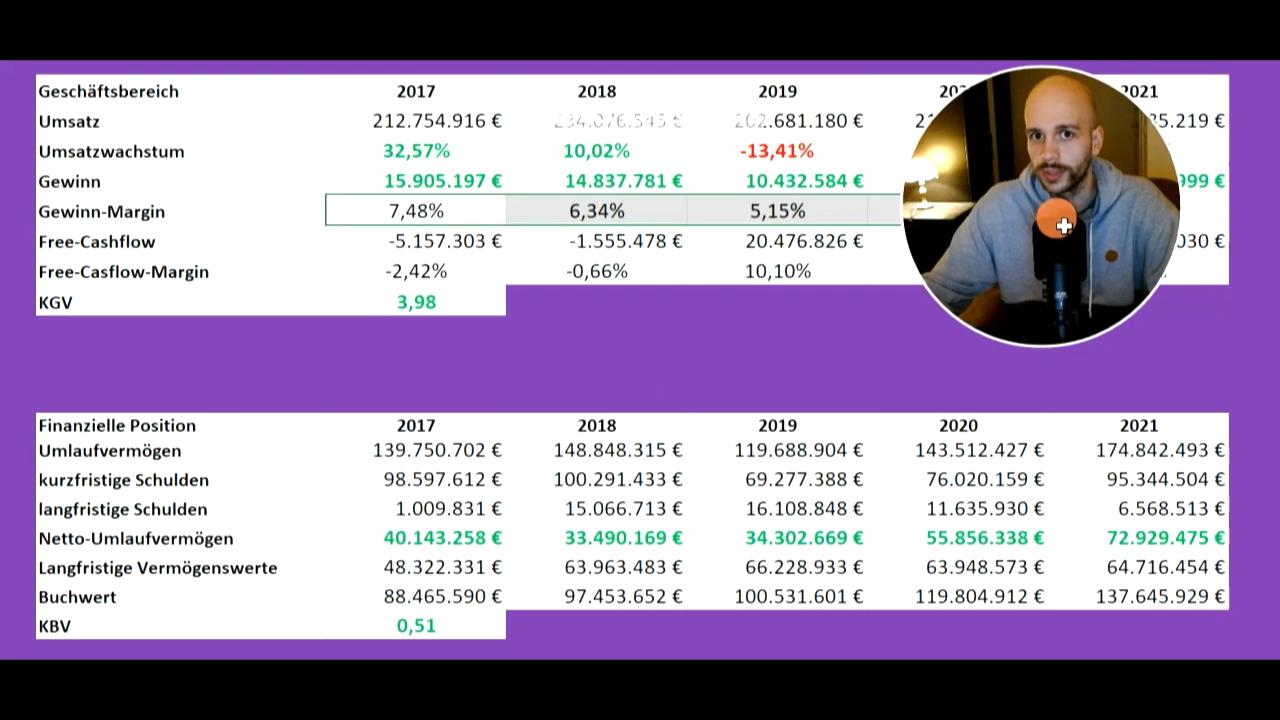 Geschäftsbereich 2017 2018 2019 2021
Umsatz 212.754.916 € 234.076.545 € 202.681.180 €
Umsatzwachstum 32,57% 10,02% -13,41%
Gewinn 15.905.197 € 14.837.781 € 10.432.584 €
Gewinn-Margin 7,48% 6,34% 5,15%
Free-Cashflow -5.157.303 € -1.555.478 € 20.476.826 €
Free-Casflow-Margin -2,42% -0,66% 10,10%
KGV 3,98
Finanzielle Position 2017 2018 2019 2020 2021
Umlaufvermögen 139.750.702 € 148.848.315 € 119.688.904 € 143.512.427 € 174.842.493 €
kurzfristige Schulden 98.597.612 € 100.291.433 € 69.277.388 € 76.020.159 € 95.344.504 €
langfristige Schulden 1.009.831 € 15.066.713 € 16.108.848 € 11.635.930 € 6.568.513 €
Netto-Umlaufvermögen 40.143.258 € 33.490.169 € 34.302.669 € 55.856.338 € 72.929.475 €
Langfristige Vermögenswerte 48.322.331 € 63.963.483 € 66.228.933 € 63.948.573 € 64.716.454 €
Buchwert 88.465.590 € 97.453.652 € 100.531.601 € 119.804.912 € 137.645.929 €
KBV 0,51